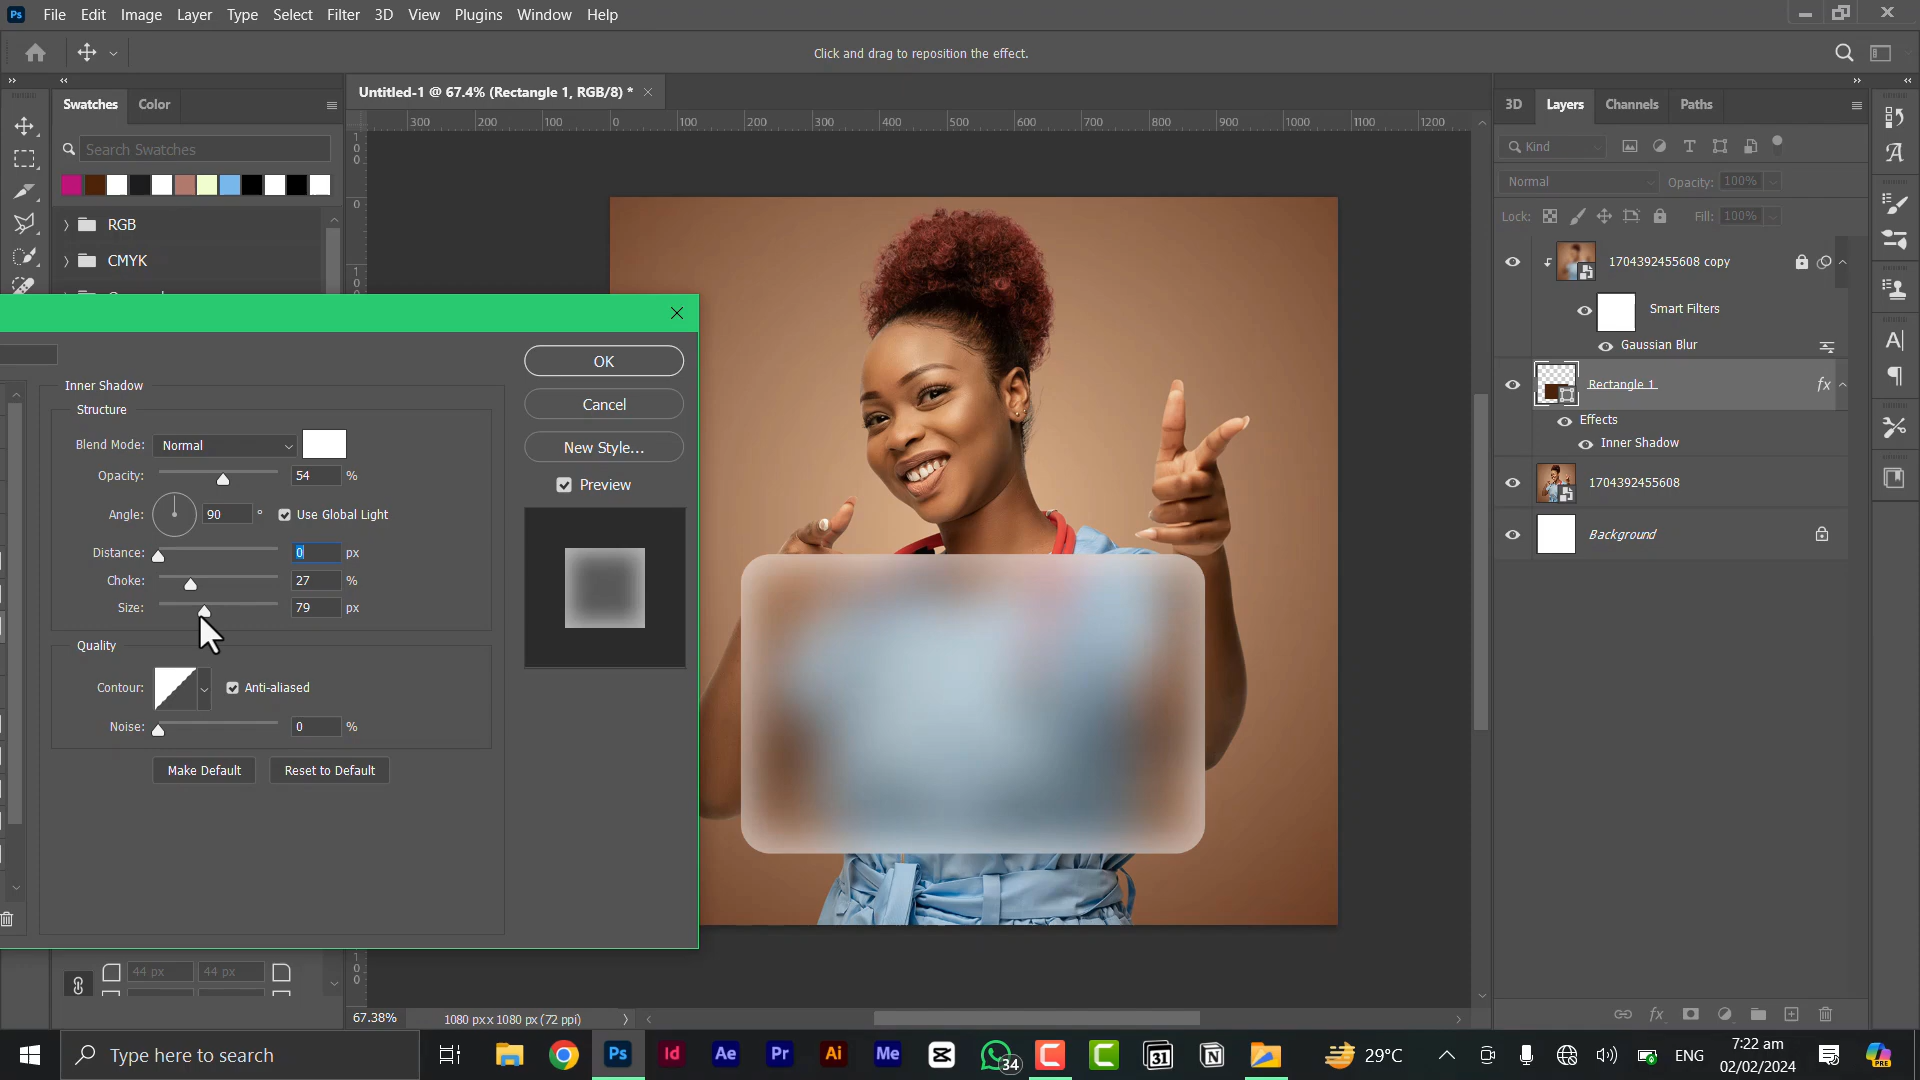 Ps File Edit Image Layer Type Select Filter 3D View Plugins Window Help
Click and drag to reposition the effect.
Swatches Color
Untitled-1 @ 67.4% (Rectangle 1, RGB/8) *
3D Layers Channels Paths
300 200 100 0 100 200 300 400 500 600 700 800 900 1000 1100 1200
Search Swatches
Kind
Normal Opacity: 100%
Lock: Fill: 100%
RGB
CMYK
1704392455608 copy
Smart Filters
Gaussian Blur
Rectangle 1 fx
Effects
Inner Shadow
1704392455608
Background
Inner Shadow
Structure
Blend Mode: Normal
Opacity: 54 %
Angle: 90 ° Use Global Light
Distance: 0 px
Choke: 27 %
Size: 79 px
Quality
Contour: Anti-aliased
Noise: 0 %
Make Default Reset to Default
OK
Cancel
New Style...
Preview
44 px 44 px
67.38% 1080 px x 1080 px (72 ppi)
Type here to search
Ps Id Ae Pr Ai Me 34 31
29°C
ENG
7:22 am
02/02/2024